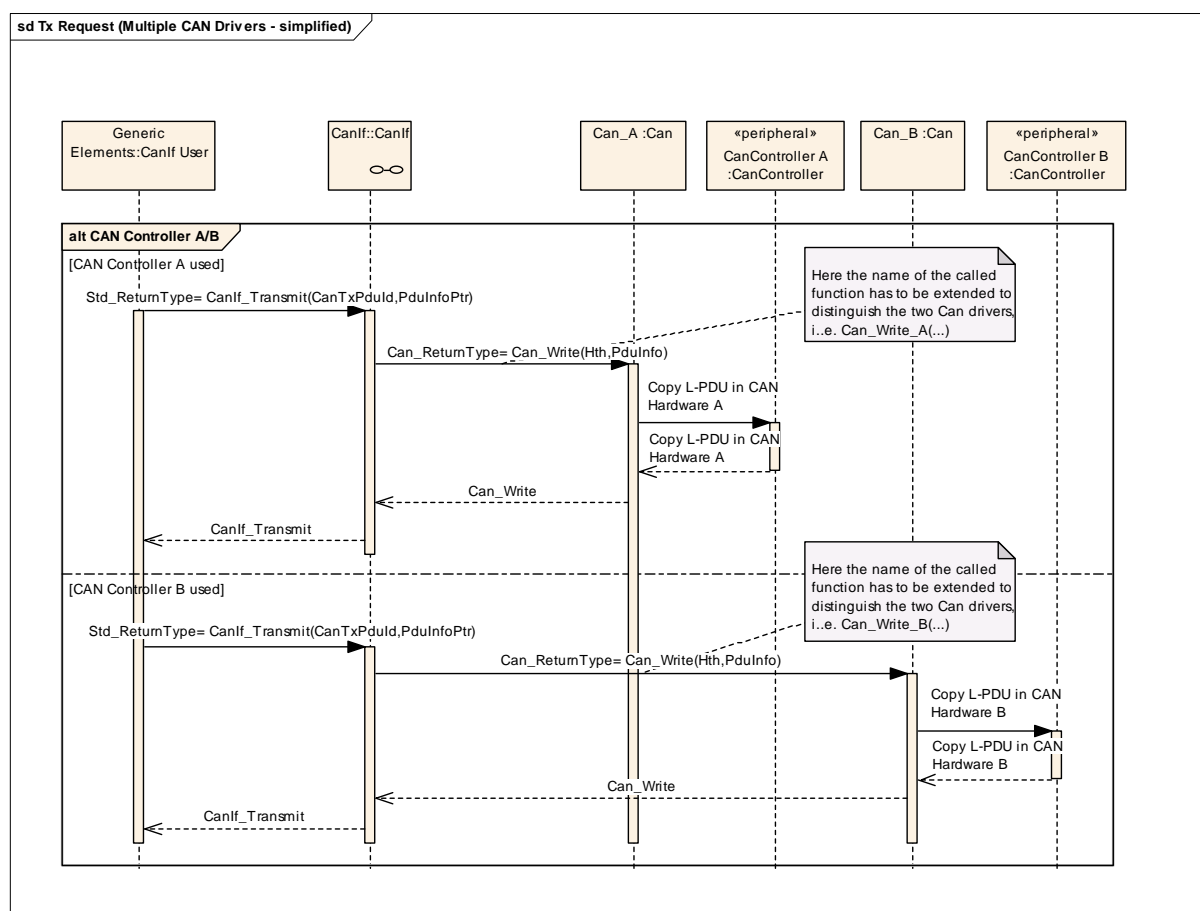 sd Tx Request (Multiple CAN Drivers - simplified)
Generic
Elements::CanIf User
CanIf::CanIf
Can_A :Can
«peripheral»
CanController A
:CanController
Can_B :Can
«peripheral»
CanController B
:CanController
alt CAN Controller A/B
[CAN Controller A used]
Here the name of the called
function has to be extended to
distinguish the two Can drivers,
i..e. Can_Write_A(...)
Std_ReturnType= CanIf_Transmit(CanTxPduId,PduInfoPtr)
Can_ReturnType= Can_Write(Hth,PduInfo)
Copy L-PDU in CAN
Hardware A
Copy L-PDU in CAN
Hardware A
Can_Write
CanIf_Transmit
[CAN Controller B used]
Here the name of the called
function has to be extended to
distinguish the two Can drivers,
i..e. Can_Write_B(...)
Std_ReturnType= CanIf_Transmit(CanTxPduId,PduInfoPtr)
Can_ReturnType= Can_Write(Hth,PduInfo)
Copy L-PDU in CAN
Hardware B
Copy L-PDU in CAN
Hardware B
Can_Write
CanIf_Transmit